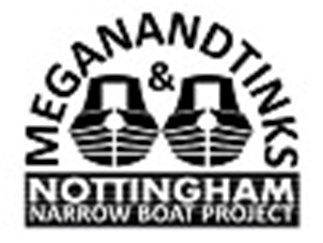 MEGANANDTINKS
&
NOTTINGHAM
NARROW BOAT PROJECT